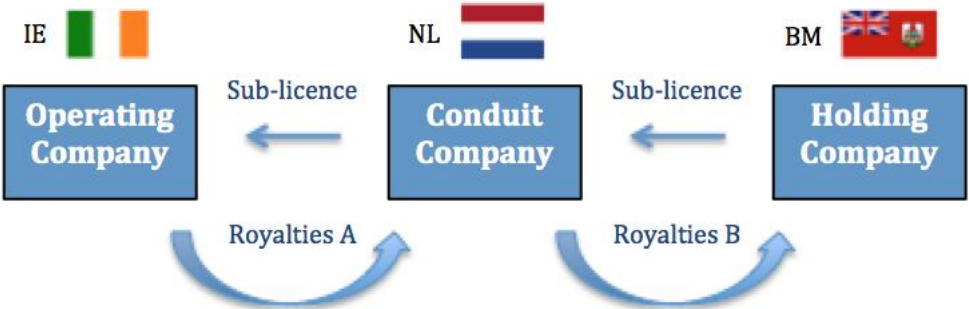 IE
NL
BM
Sub-licence
Sub-licence
Operating
Company
Conduit
Company
Holding
Company
Royalties A
Royalties B